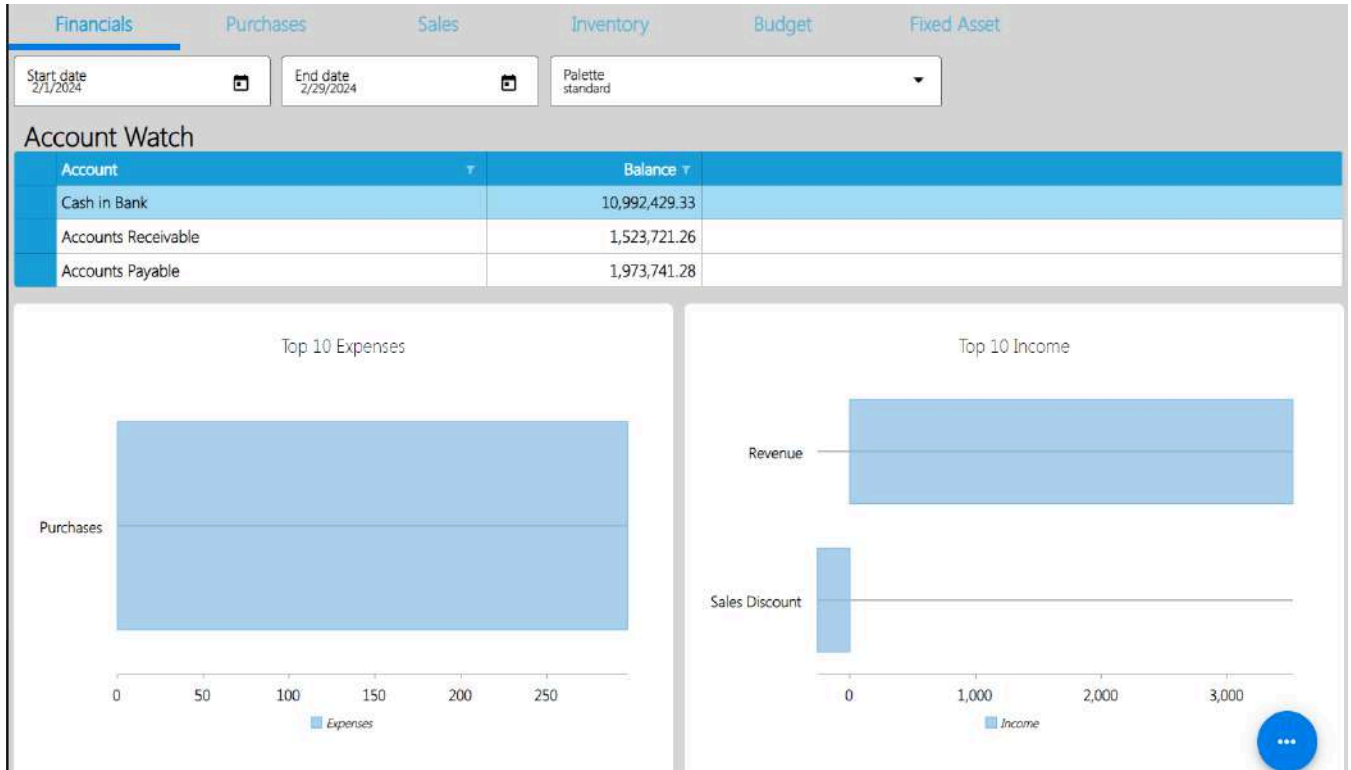 Financials Purchases Sales Inventory Budget Fixed Asset
Start date End date Palette
2/1/2024 2/29/2024 standard
Account Watch
Account Balance
Cash in Bank 10,992,429.33
Accounts Receivable 1,523,721.26
Accounts Payable 1,973,741.28
Top 10 Expenses
Purchases
0 50 100 150 200 250
Expenses
Top 10 Income
Revenue
Sales Discount
0 1,000 2,000 3,000
Income